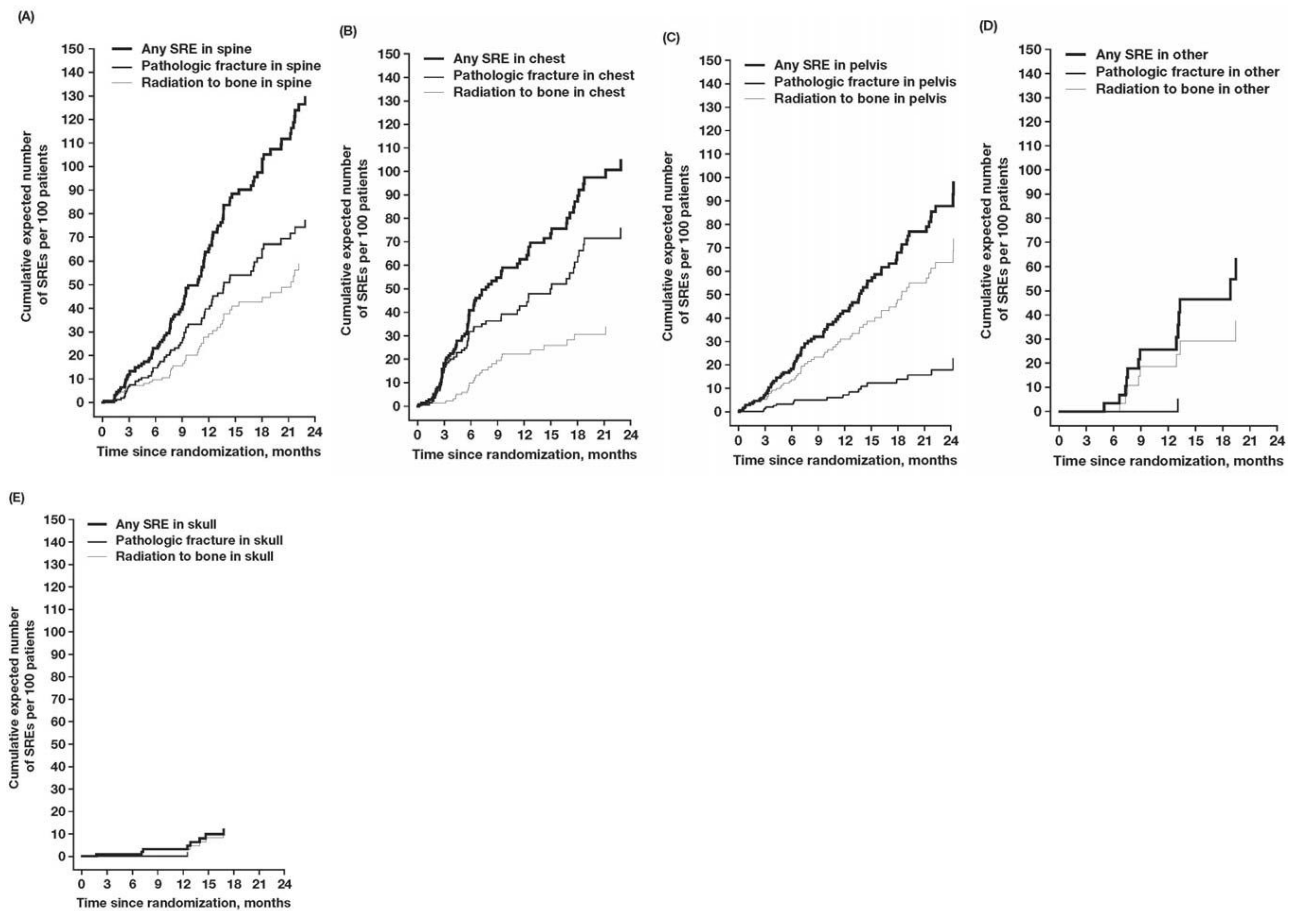 (A)
Any SRE in spine
Pathologic fracture in spine
Radiation to bone in spine
Cumulative expected number
of SREs per 100 patients
150
140
130
120
110
100
90
80
70
60
50
40
30
20
10
0
0 3 6 9 12 15 18 21 24
Time since randomization, months
(B)
Any SRE in chest
Pathologic fracture in chest
Radiation to bone in chest
Cumulative expected number
of SREs per 100 patients
150
140
130
120
110
100
90
80
70
60
50
40
30
20
10
0
0 3 6 9 12 15 18 21 24
Time since randomization, months
(C)
Any SRE in pelvis
Pathologic fracture in pelvis
Radiation to bone in pelvis
Cumulative expected number
of SREs per 100 patients
150
140
130
120
110
100
90
80
70
60
50
40
30
20
10
0
0 3 6 9 12 15 18 21 24
Time since randomization, months
(D)
Any SRE in other
Pathologic fracture in other
Radiation to bone in other
Cumulative expected number
of SREs per 100 patients
150
140
130
120
110
100
90
80
70
60
50
40
30
20
10
0
0 3 6 9 12 15 18 21 24
Time since randomization, months
(E)
Any SRE in skull
Pathologic fracture in skull
Radiation to bone in skull
Cumulative expected number
of SREs per 100 patients
150
140
130
120
110
100
90
80
70
60
50
40
30
20
10
0
0 3 6 9 12 15 18 21 24
Time since randomization, months